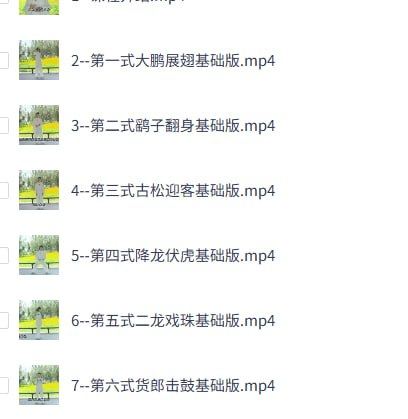 2--第一式大鹏展翅基础版.mp4
3--第二式鹞子翻身基础版.mp4
4--第三式古松迎客基础版.mp4
5--第四式降龙伏虎基础版.mp4
6--第五式二龙戏珠基础版.mp4
7--第六式货郎击鼓基础版.mp4